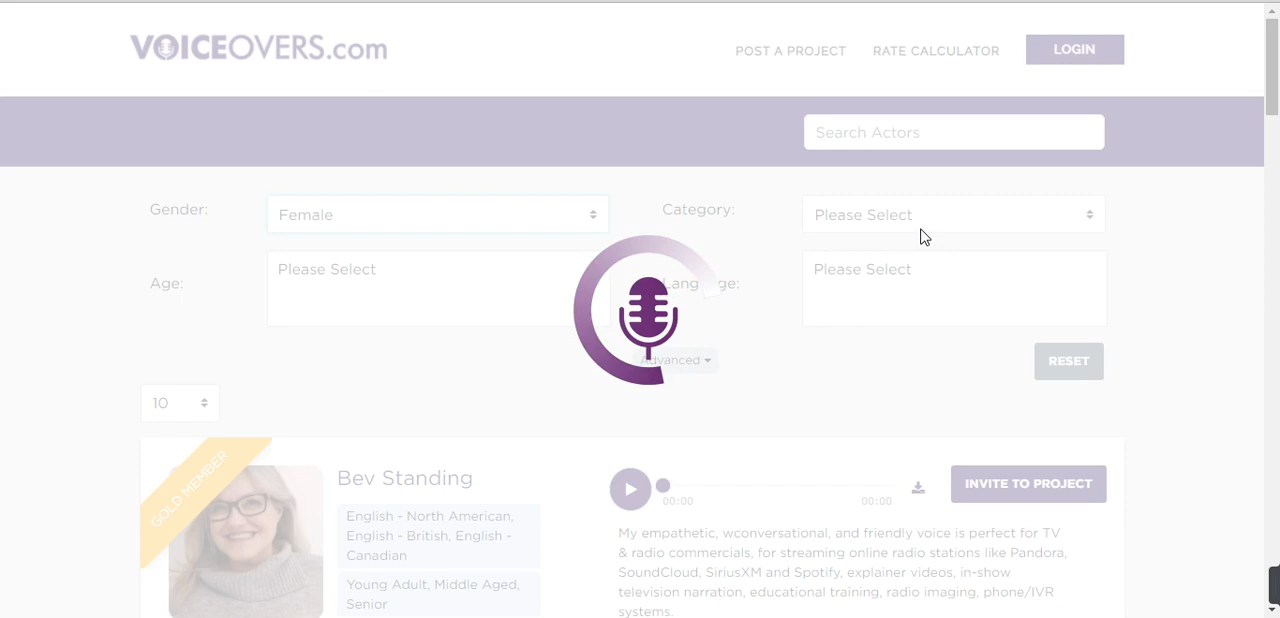 VOICEOVERS.com
POST A PROJECT
RATE CALCULATOR
LOGIN
Search Actors
Gender:
Female
Category:
Please Select
Age:
Please Select
Language:
Please Select
Advanced
RESET
10
GOLD MEMBER
Bev Standing
English - North American,
English - British, English -
Canadian
Young Adult, Middle Aged,
Senior
00:00
00:00
INVITE TO PROJECT
My empathetic, wconversational, and friendly voice is perfect for TV
& radio commercials, for streaming online radio stations like Pandora,
SoundCloud, SiriusXM and Spotify, explainer videos, in-show
television narration, educational training, radio imaging, phone/IVR
systems.